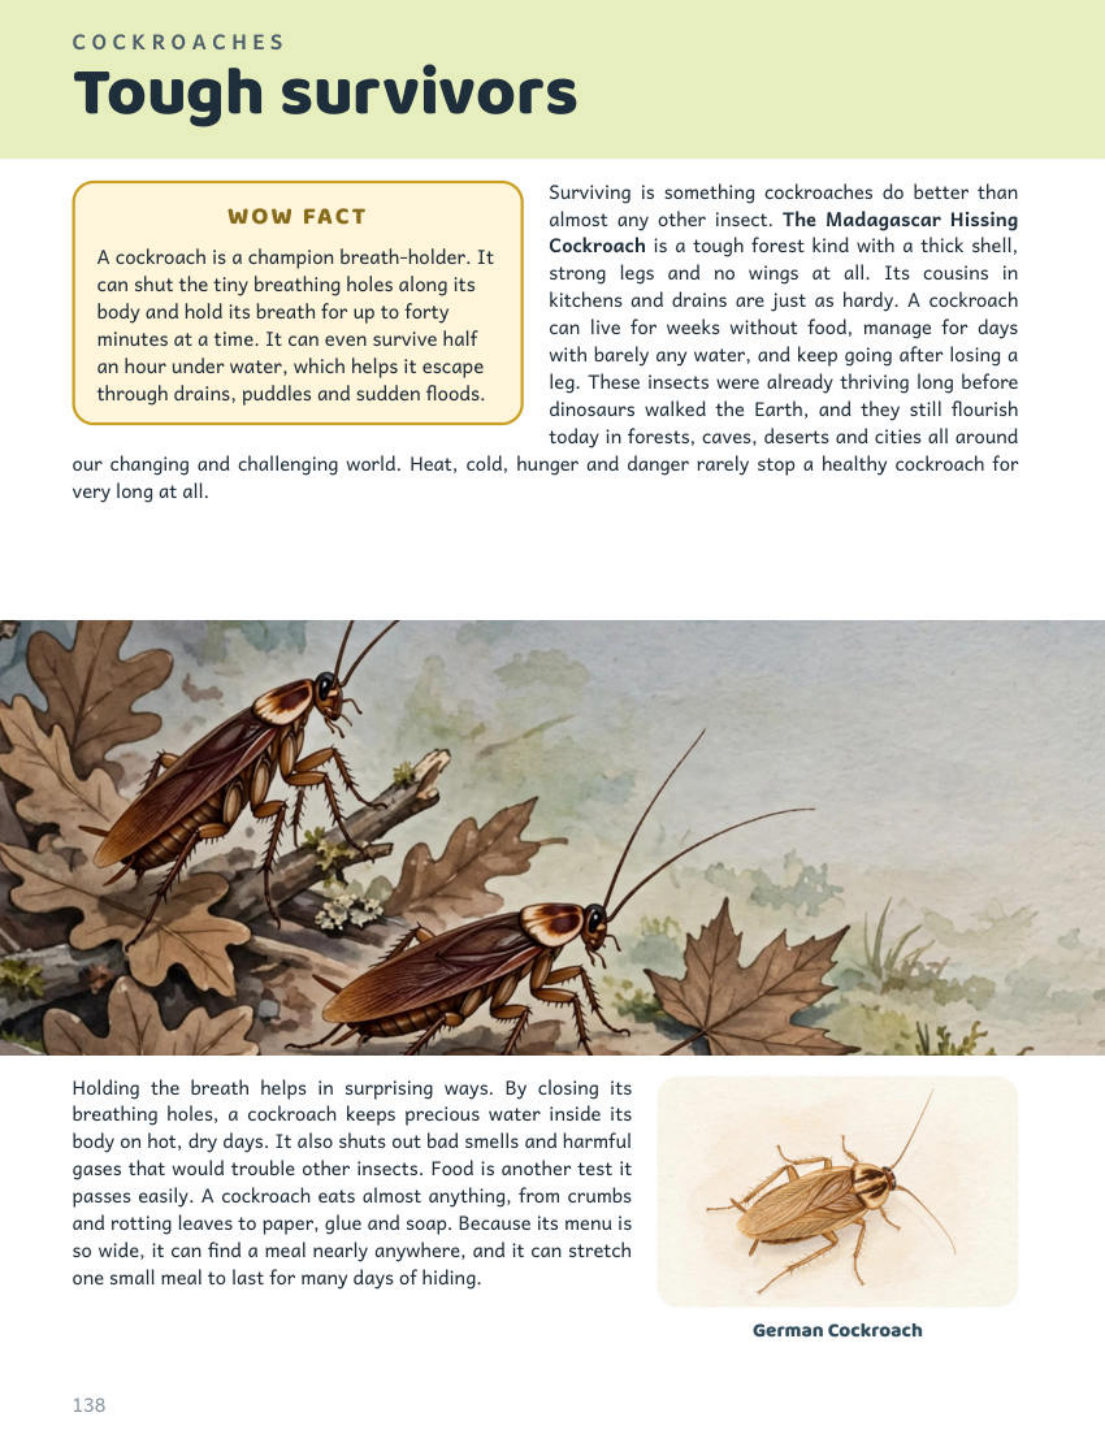 COCKROACHES
Tough survivors
WOW FACT
A cockroach is a champion breath-holder. It
can shut the tiny breathing holes along its
body and hold its breath for up to forty
minutes at a time. It can even survive half
an hour under water, which helps it escape
through drains, puddles and sudden floods.
Surviving is something cockroaches do better than
almost any other insect. The Madagascar Hissing
Cockroach is a tough forest kind with a thick shell,
strong legs and no wings at all. Its cousins in
kitchens and drains are just as hardy. A cockroach
can live for weeks without food, manage for days
with barely any water, and keep going after losing a
leg. These insects were already thriving long before
dinosaurs walked the Earth, and they still flourish
today in forests, caves, deserts and cities all around
our changing and challenging world. Heat, cold, hunger and danger rarely stop a healthy cockroach for
very long at all.
Holding the breath helps in surprising ways. By closing its
breathing holes, a cockroach keeps precious water inside its
body on hot, dry days. It also shuts out bad smells and harmful
gases that would trouble other insects. Food is another test it
passes easily. A cockroach eats almost anything, from crumbs
and rotting leaves to paper, glue and soap. Because its menu is
so wide, it can find a meal nearly anywhere, and it can stretch
one small meal to last for many days of hiding.
German Cockroach
138